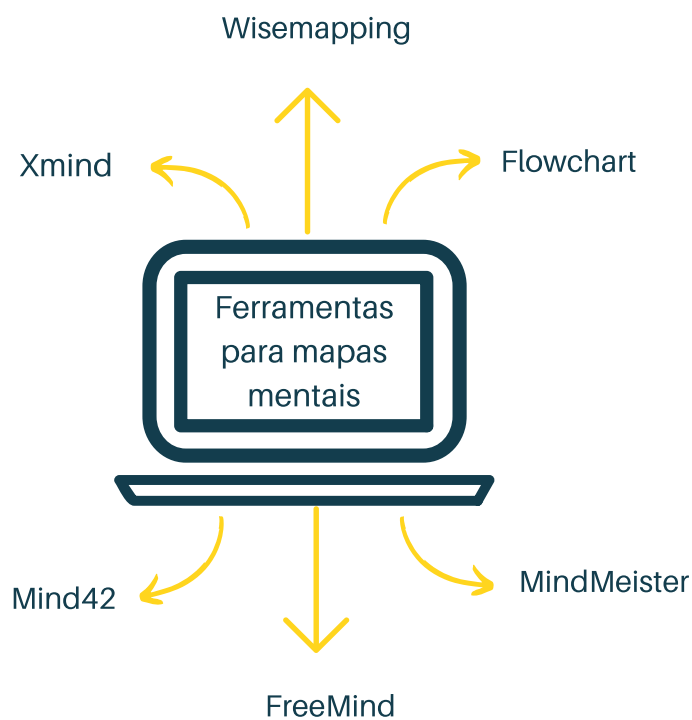 Wisemapping
Xmind
Flowchart
Ferramentas
para mapas
mentais
Mind42
MindMeister
FreeMind